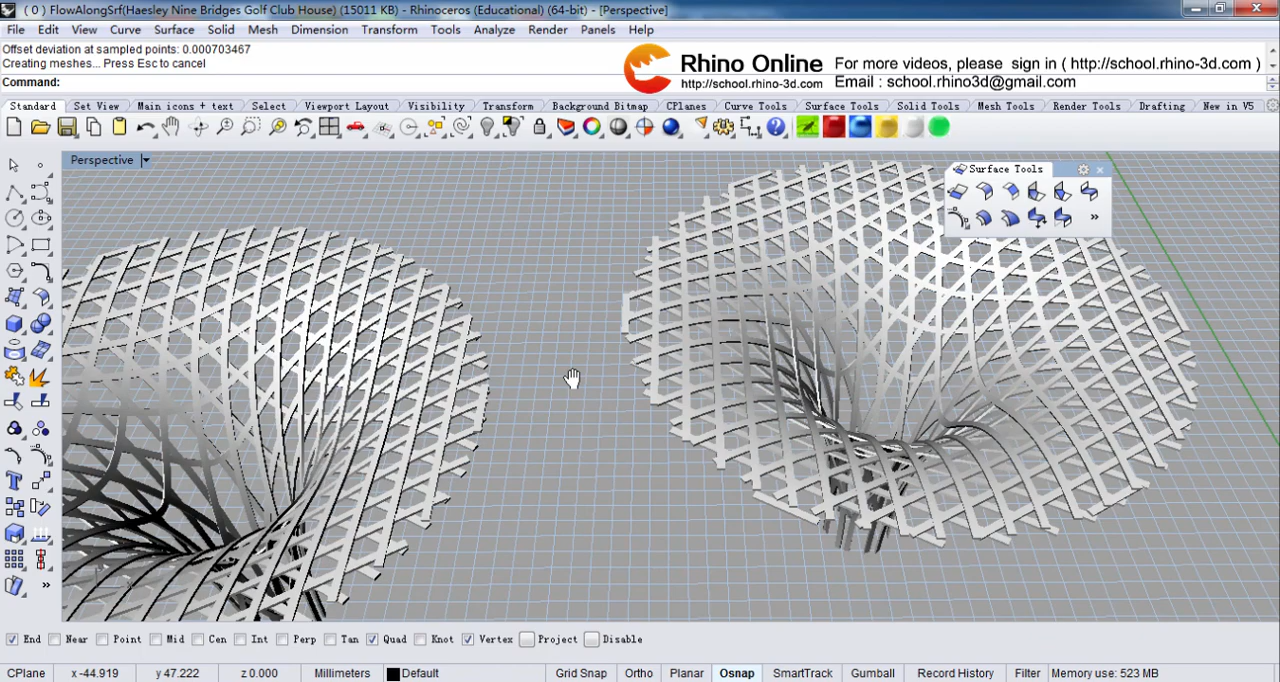 ( 0 ) FlowAlongSrf(Haesley Nine Bridges Golf Club House) (15011 KB) - Rhinoceros (Educational) (64-bit) - [Perspective]
File Edit View Curve Surface Solid Mesh Dimension Transform Tools Analyze Render Panels Help
Offset deviation at sampled points: 0.000703467
Creating meshes... Press Esc to cancel
Command:
Rhino Online
http://school.rhino-3d.com
For more videos, please sign in ( http://school.rhino-3d.com )
Email : school.rhino3d@gmail.com
Standard Set View Main icons + text Select Viewport Layout Visibility Transform Background Bitmap CPlanes Curve Tools Surface Tools Solid Tools Mesh Tools Render Tools Drafting New in V5
Perspective
Surface Tools
End Near Point Mid Cen Int Perp Tan Quad Knot Vertex Project Disable
CPlane x -44.919 y 47.222 z 0.000 Millimeters Default Grid Snap Ortho Planar Osnap SmartTrack Gumball Record History Filter Memory use: 523 MB